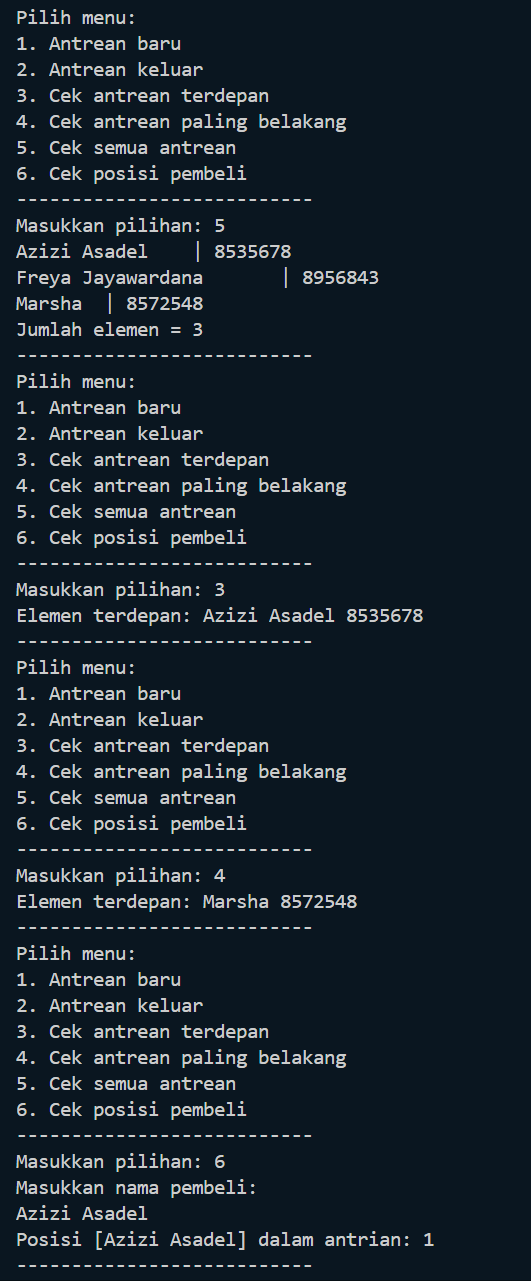 Pilih menu:
1. Antrean baru
2. Antrean keluar
3. Cek antrean terdepan
4. Cek antrean paling belakang
5. Cek semua antrean
6. Cek posisi pembeli
---------------------------
Masukkan pilihan: 5
Azizi Asadel    | 8535678
Freya Jayawardana       | 8956843
Marsha  | 8572548
Jumlah elemen = 3
---------------------------
Pilih menu:
1. Antrean baru
2. Antrean keluar
3. Cek antrean terdepan
4. Cek antrean paling belakang
5. Cek semua antrean
6. Cek posisi pembeli
---------------------------
Masukkan pilihan: 3
Elemen terdepan: Azizi Asadel 8535678
---------------------------
Pilih menu:
1. Antrean baru
2. Antrean keluar
3. Cek antrean terdepan
4. Cek antrean paling belakang
5. Cek semua antrean
6. Cek posisi pembeli
---------------------------
Masukkan pilihan: 4
Elemen terdepan: Marsha 8572548
---------------------------
Pilih menu:
1. Antrean baru
2. Antrean keluar
3. Cek antrean terdepan
4. Cek antrean paling belakang
5. Cek semua antrean
6. Cek posisi pembeli
---------------------------
Masukkan pilihan: 6
Masukkan nama pembeli:
Azizi Asadel
Posisi [Azizi Asadel] dalam antrian: 1
---------------------------